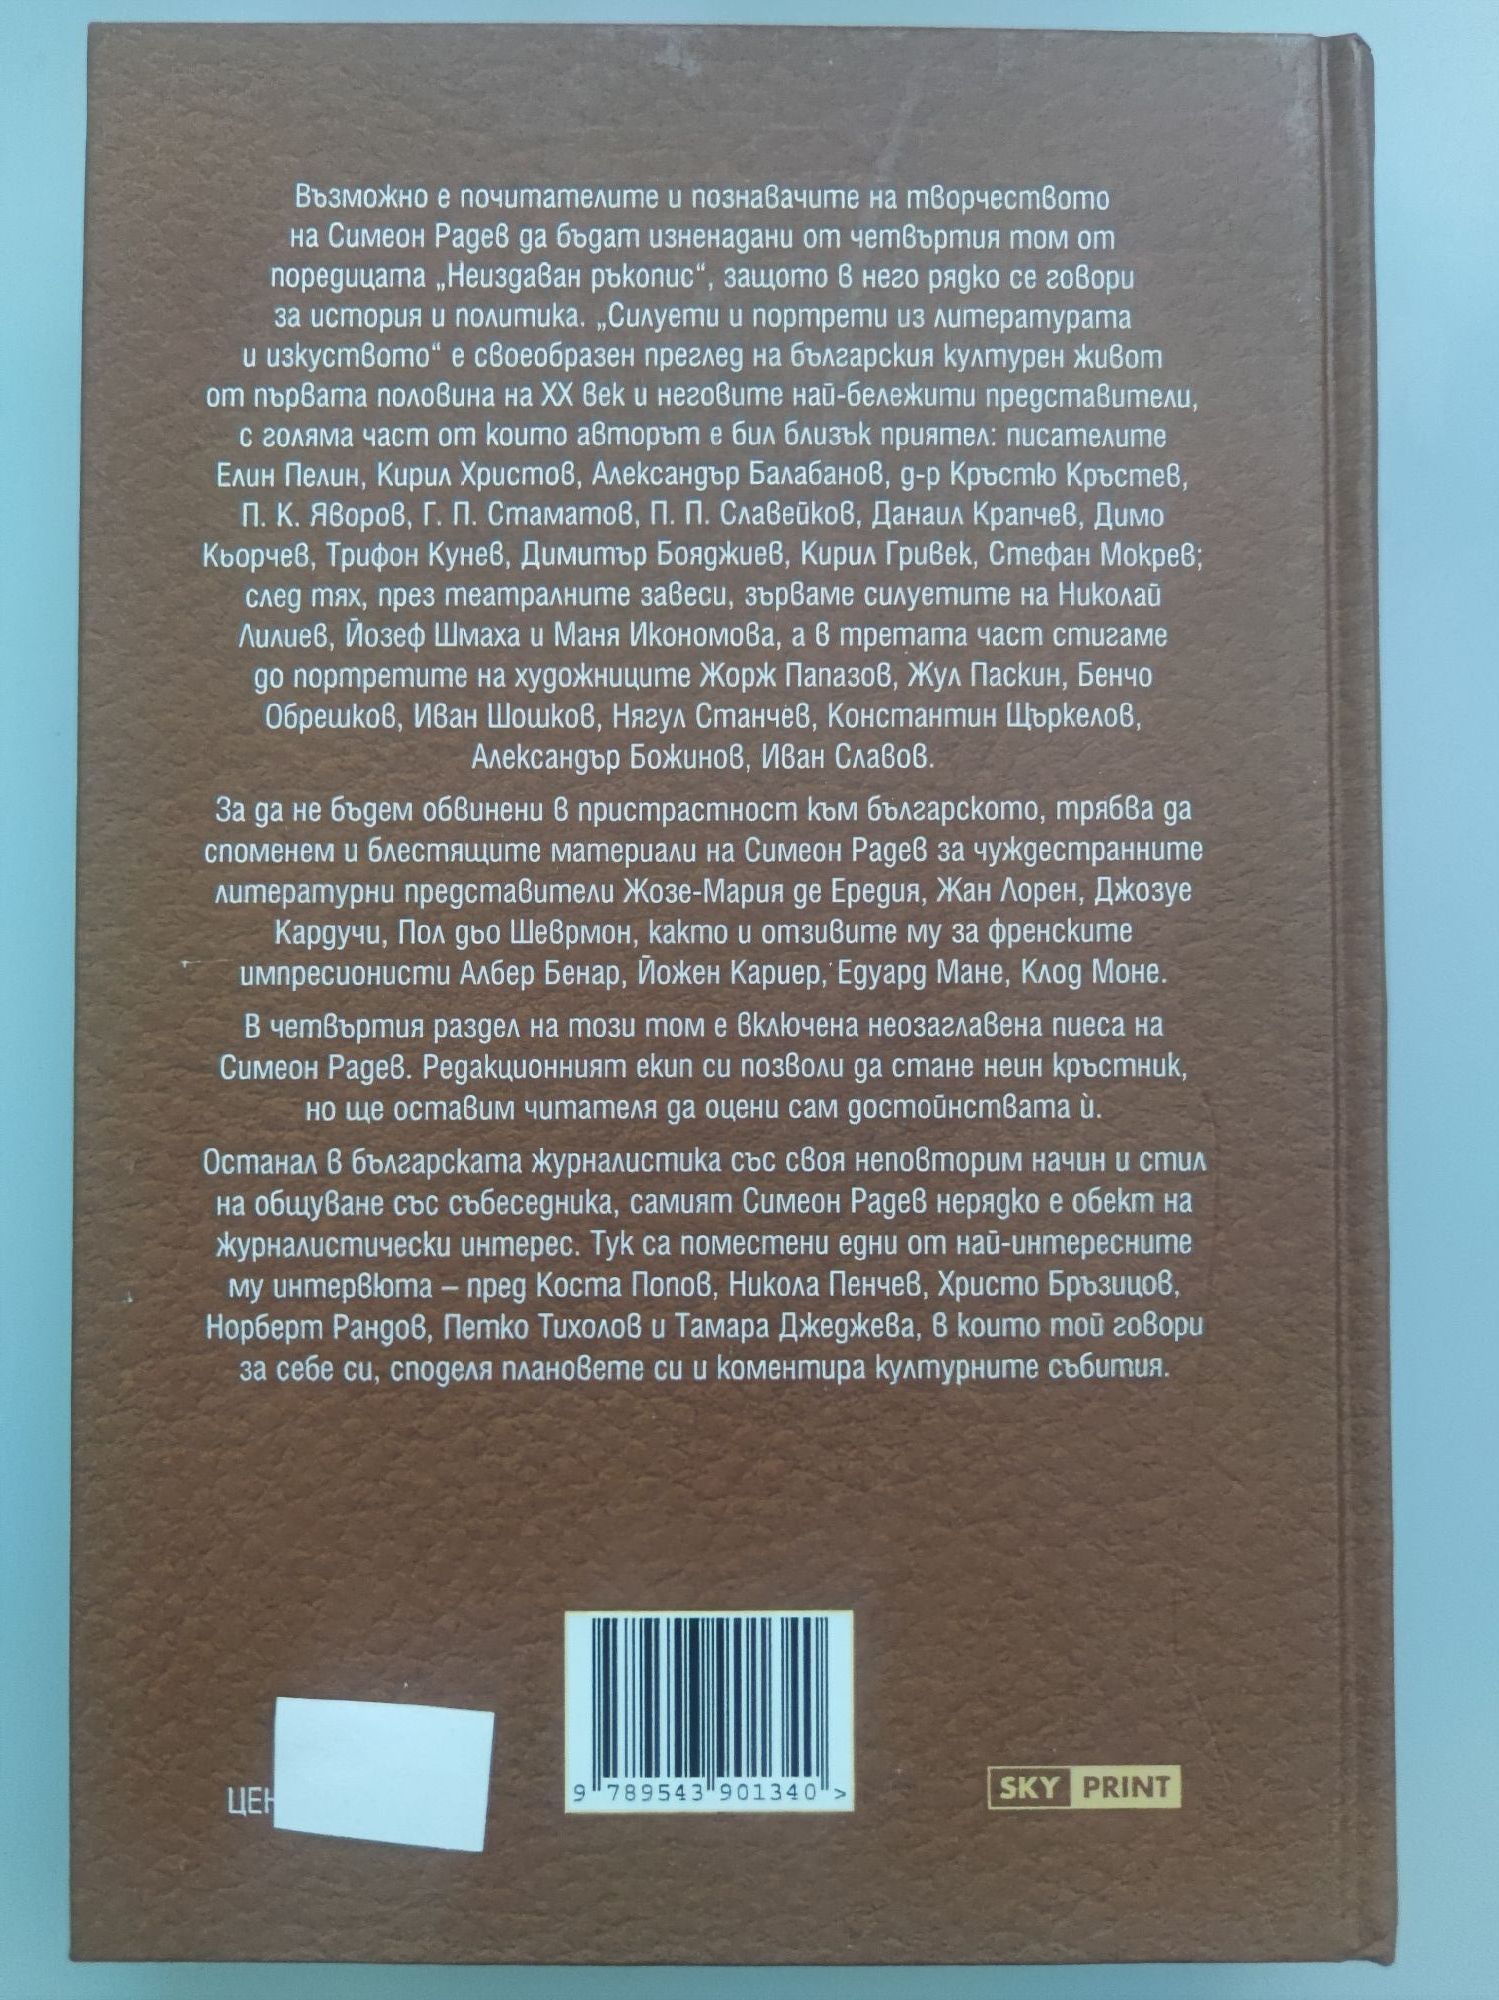 Възможно е почитателите и познавачите на творчеството
на Симеон Радев да бъдат изненадани от четвъртия том от
поредицата „Неиздаван ръкопис“, защото в него рядко се говори
за история и политика. „Силуети и портрети из литературата
и изкуството“ е своеобразен преглед на българския културен живот
от първата половина на XX век и неговите най-бележити представители,
с голяма част от които авторът е бил близък приятел: писателите
Елин Пелин, Кирил Христов, Александър Балабанов, д-р Кръстю Кръстев,
П. К. Яворов, Г. П. Стаматов, П. П. Славейков, Данаил Крапчев, Димо
Кьорчев, Трифон Кунев, Димитър Бояджиев, Кирил Гривек, Стефан Мокрев;
след тях, през театралните завеси, зърваме силуетите на Николай
Лилиев, Йозеф Шмаха и Маня Икономова, а в третата част стигаме
до портретите на художниците Жорж Папазов, Жул Паскин, Бенчо
Обрешков, Иван Шошков, Нягул Станчев, Константин Щъркелов,
Александър Божинов, Иван Славов.
За да не бъдем обвинени в пристрастност към българското, трябва да
споменем и блестящите материали на Симеон Радев за чуждестранните
литературни представители Жозе-Мария де Ередия, Жан Лорен, Джозуе
Кардучи, Пол дьо Шеврмон, както и отзивите му за френските
импресионисти Албер Бенар, Йожен Кариер, Едуард Мане, Клод Моне.
В четвъртия раздел на този том е включена неозаглавена пиеса на
Симеон Радев. Редакционният екип си позволи да стане неин кръстник,
но ще оставим читателя да оцени сам достойнствата ѝ.
Останал в българската журналистика със своя неповторим начин и стил
на общуване със събеседника, самият Симеон Радев нерядко е обект на
журналистически интерес. Тук са поместени едни от най-интересните
му интервюта – пред Коста Попов, Никола Пенчев, Христо Бръзицов,
Норберт Рандов, Петко Тихолов и Тамара Джеджева, в които той говори
за себе си, споделя плановете си и коментира културните събития.
9 789543 901340 >
SKY PRINT